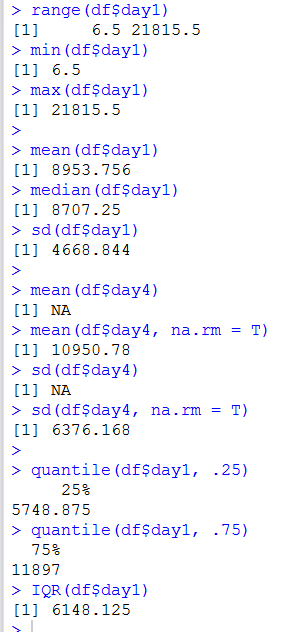 > range(df$day1)
[1]     6.5 21815.5
> min(df$day1)
[1] 6.5
> max(df$day1)
[1] 21815.5
>
> mean(df$day1)
[1] 8953.756
> median(df$day1)
[1] 8707.25
> sd(df$day1)
[1] 4668.844
>
> mean(df$day4)
[1] NA
> mean(df$day4, na.rm = T)
[1] 10950.78
> sd(df$day4)
[1] NA
> sd(df$day4, na.rm = T)
[1] 6376.168
>
> quantile(df$day1, .25)
     25%
5748.875
> quantile(df$day1, .75)
  75%
11897
> IQR(df$day1)
[1] 6148.125
>